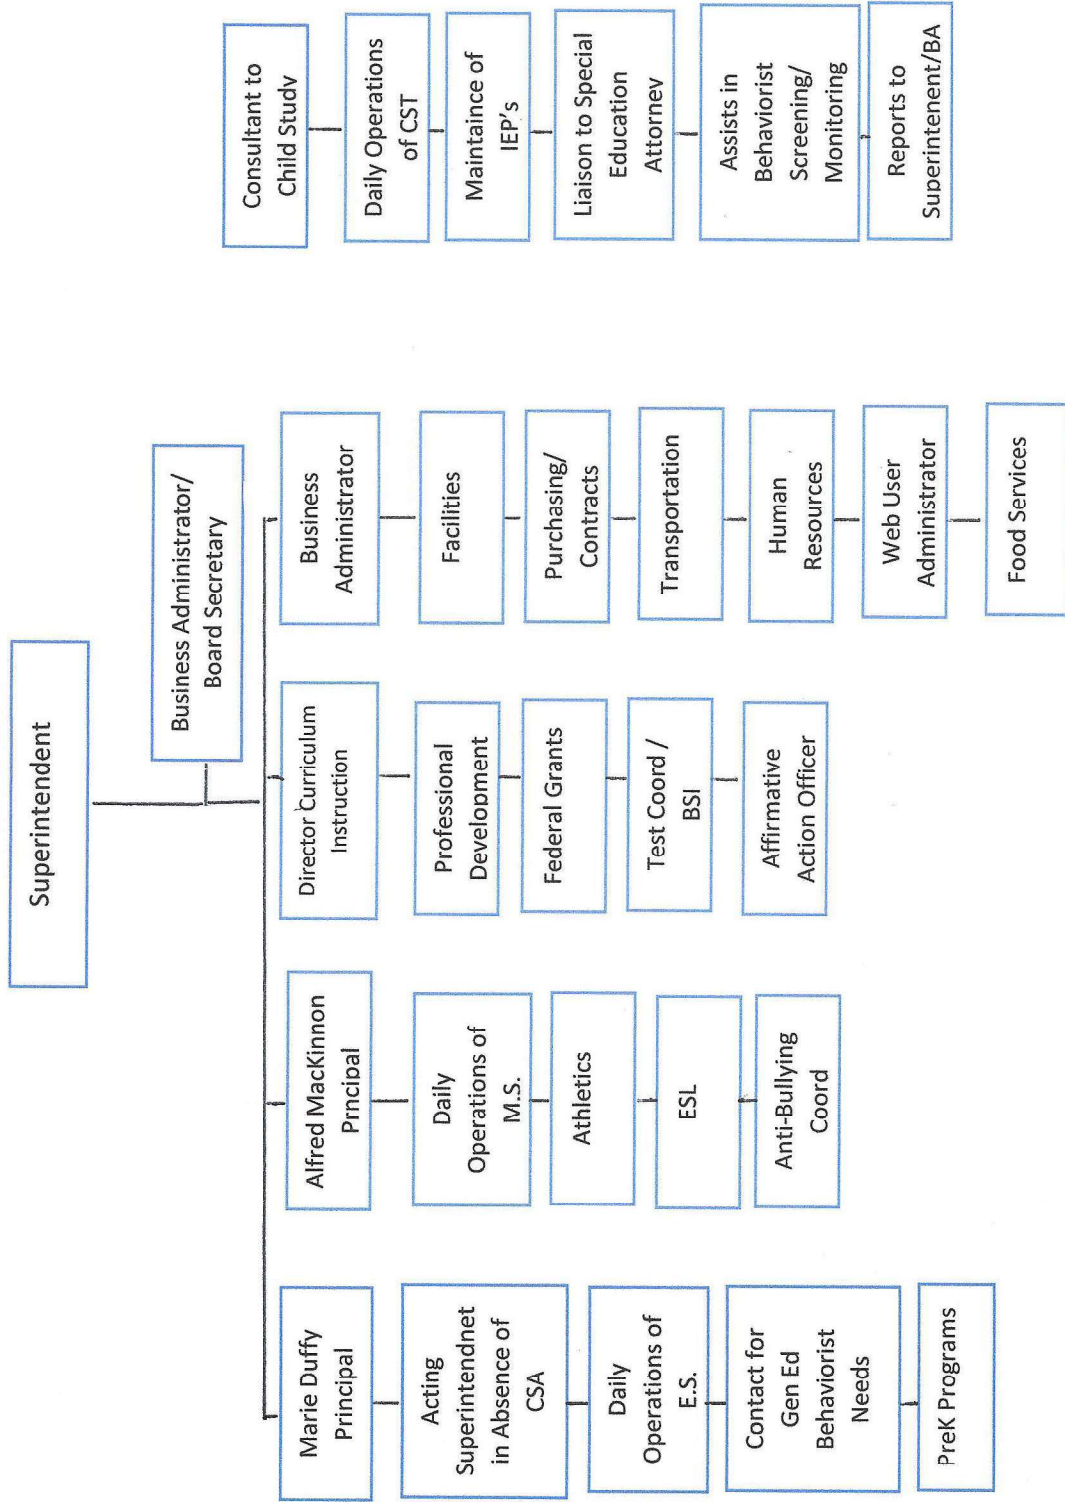 Superintendent
Business Administrator/
Board Secretary
Marie Duffy
Principal
Acting
Superintendnet
in Absence of
CSA
Daily
Operations of
E.S.
Contact for
Gen Ed
Behaviorist
Needs
PreK Programs
Alfred MacKinnon
Prncipal
Daily
Operations of
M.S.
Athletics
ESL
Anti-Bullying
Coord
Director Curriculum
Instruction
Professional
Development
Federal Grants
Test Coord /
BSI
Affirmative
Action Officer
Business
Administrator
Facilities
Purchasing/
Contracts
Transportation
Human
Resources
Web User
Administrator
Food Services
Consultant to
Child Study
Daily Operations
of CST
Maintaince of
IEP's
Liaison to Special
Education
Attorney
Assists in
Behaviorist
Screening/
Monitoring
Reports to
Superintenent/BA